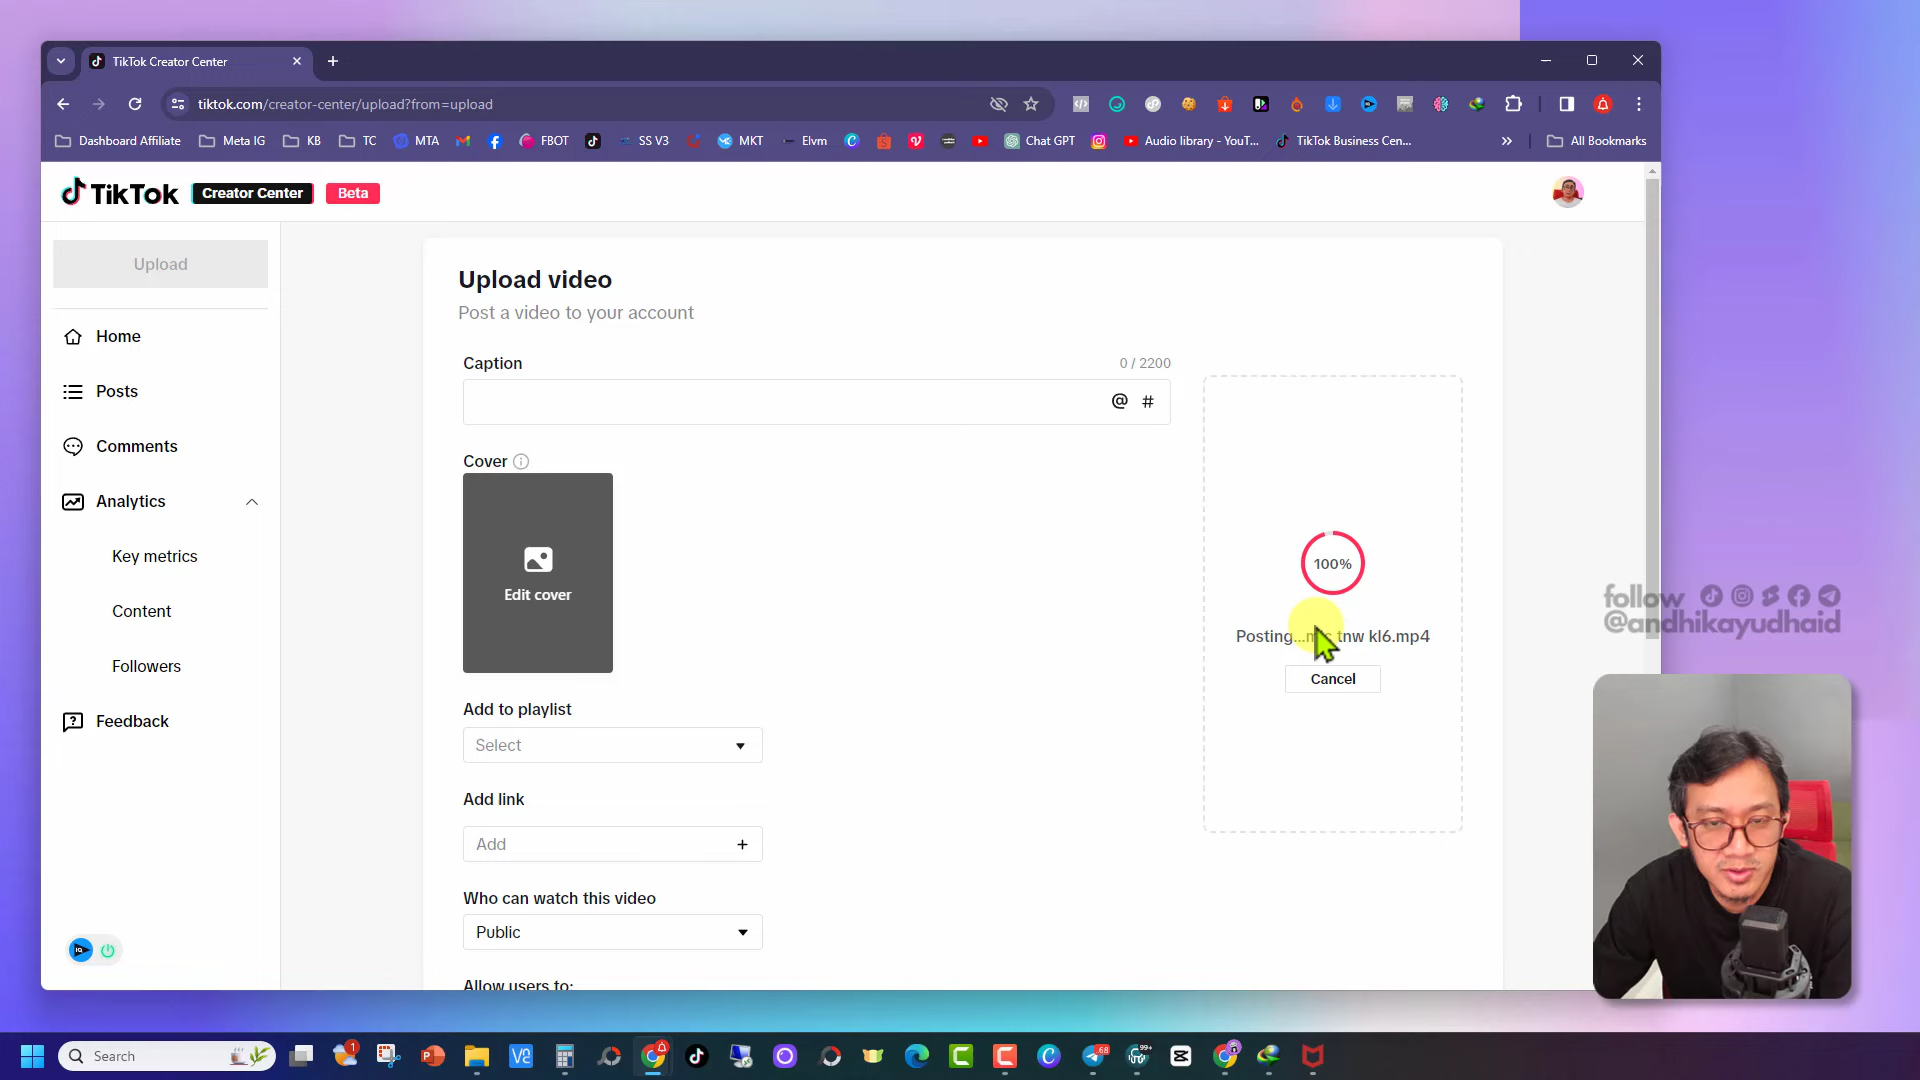 TikTok Creator Center
tiktok.com/creator-center/upload?from=upload
Dashboard Affiliate
Meta IG
KB
TC
MTA
FBOT
SS V3
MKT
Elvm
Chat GPT
Audio library - YouT...
TikTok Business Cen...
»
All Bookmarks
TikTok Creator Center Beta
Upload
Home
Posts
Comments
Analytics
Key metrics
Content
Followers
Feedback
Upload video
Post a video to your account
Caption
0 / 2200
@ #
Cover
Edit cover
Add to playlist
Select
Add link
Add +
Who can watch this video
Public
Allow users to:
100%
tnw kl6.mp4
Cancel
follow
@andhikayudhaid
Search
1
68
99+